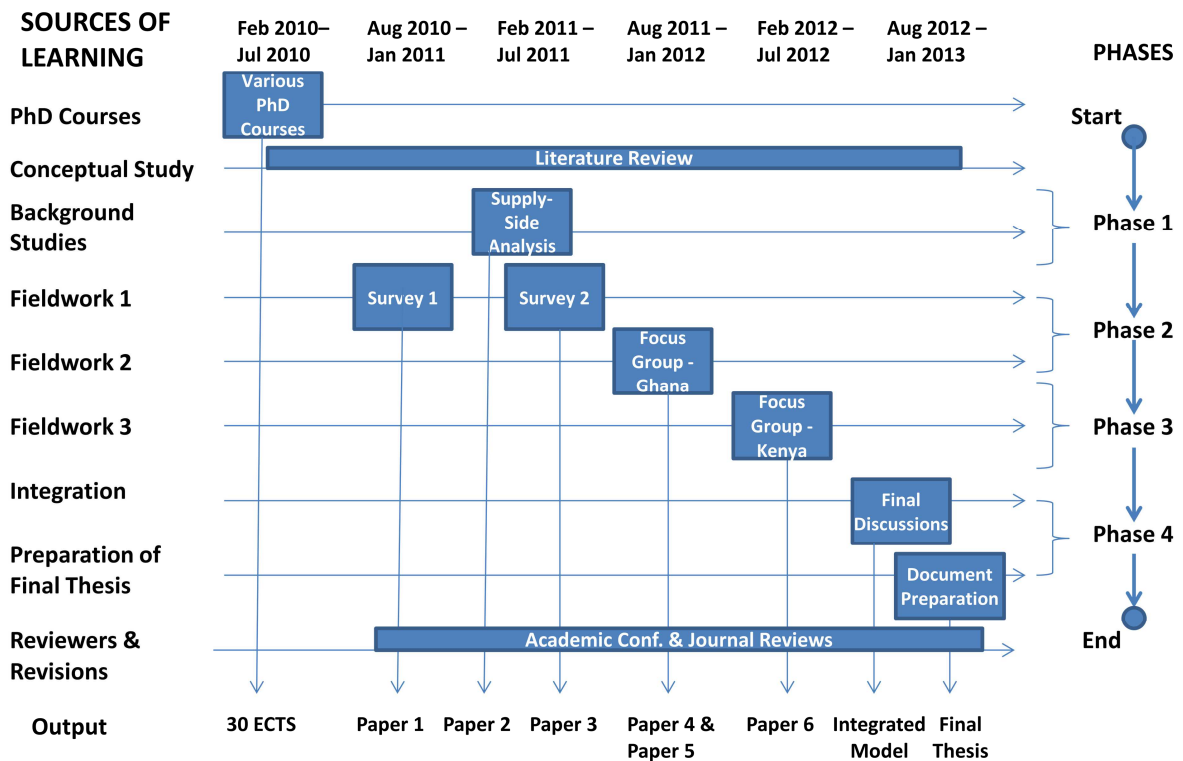 SOURCES OF
LEARNING
Feb 2010–
Jul 2010
Aug 2010 –
Jan 2011
Feb 2011 –
Jul 2011
Aug 2011 –
Jan 2012
Feb 2012 –
Jul 2012
Aug 2012 –
Jan 2013
PHASES
PhD Courses
Various
PhD
Courses
Start
Conceptual Study
Literature Review
Background
Studies
Supply-
Side
Analysis
Phase 1
Fieldwork 1
Survey 1
Survey 2
Phase 2
Fieldwork 2
Focus
Group -
Ghana
Fieldwork 3
Focus
Group -
Kenya
Phase 3
Integration
Final
Discussions
Phase 4
Preparation of
Final Thesis
Document
Preparation
Reviewers &
Revisions
Academic Conf. & Journal Reviews
End
Output
30 ECTS
Paper 1
Paper 2
Paper 3
Paper 4 &
Paper 5
Paper 6
Integrated
Model
Final
Thesis